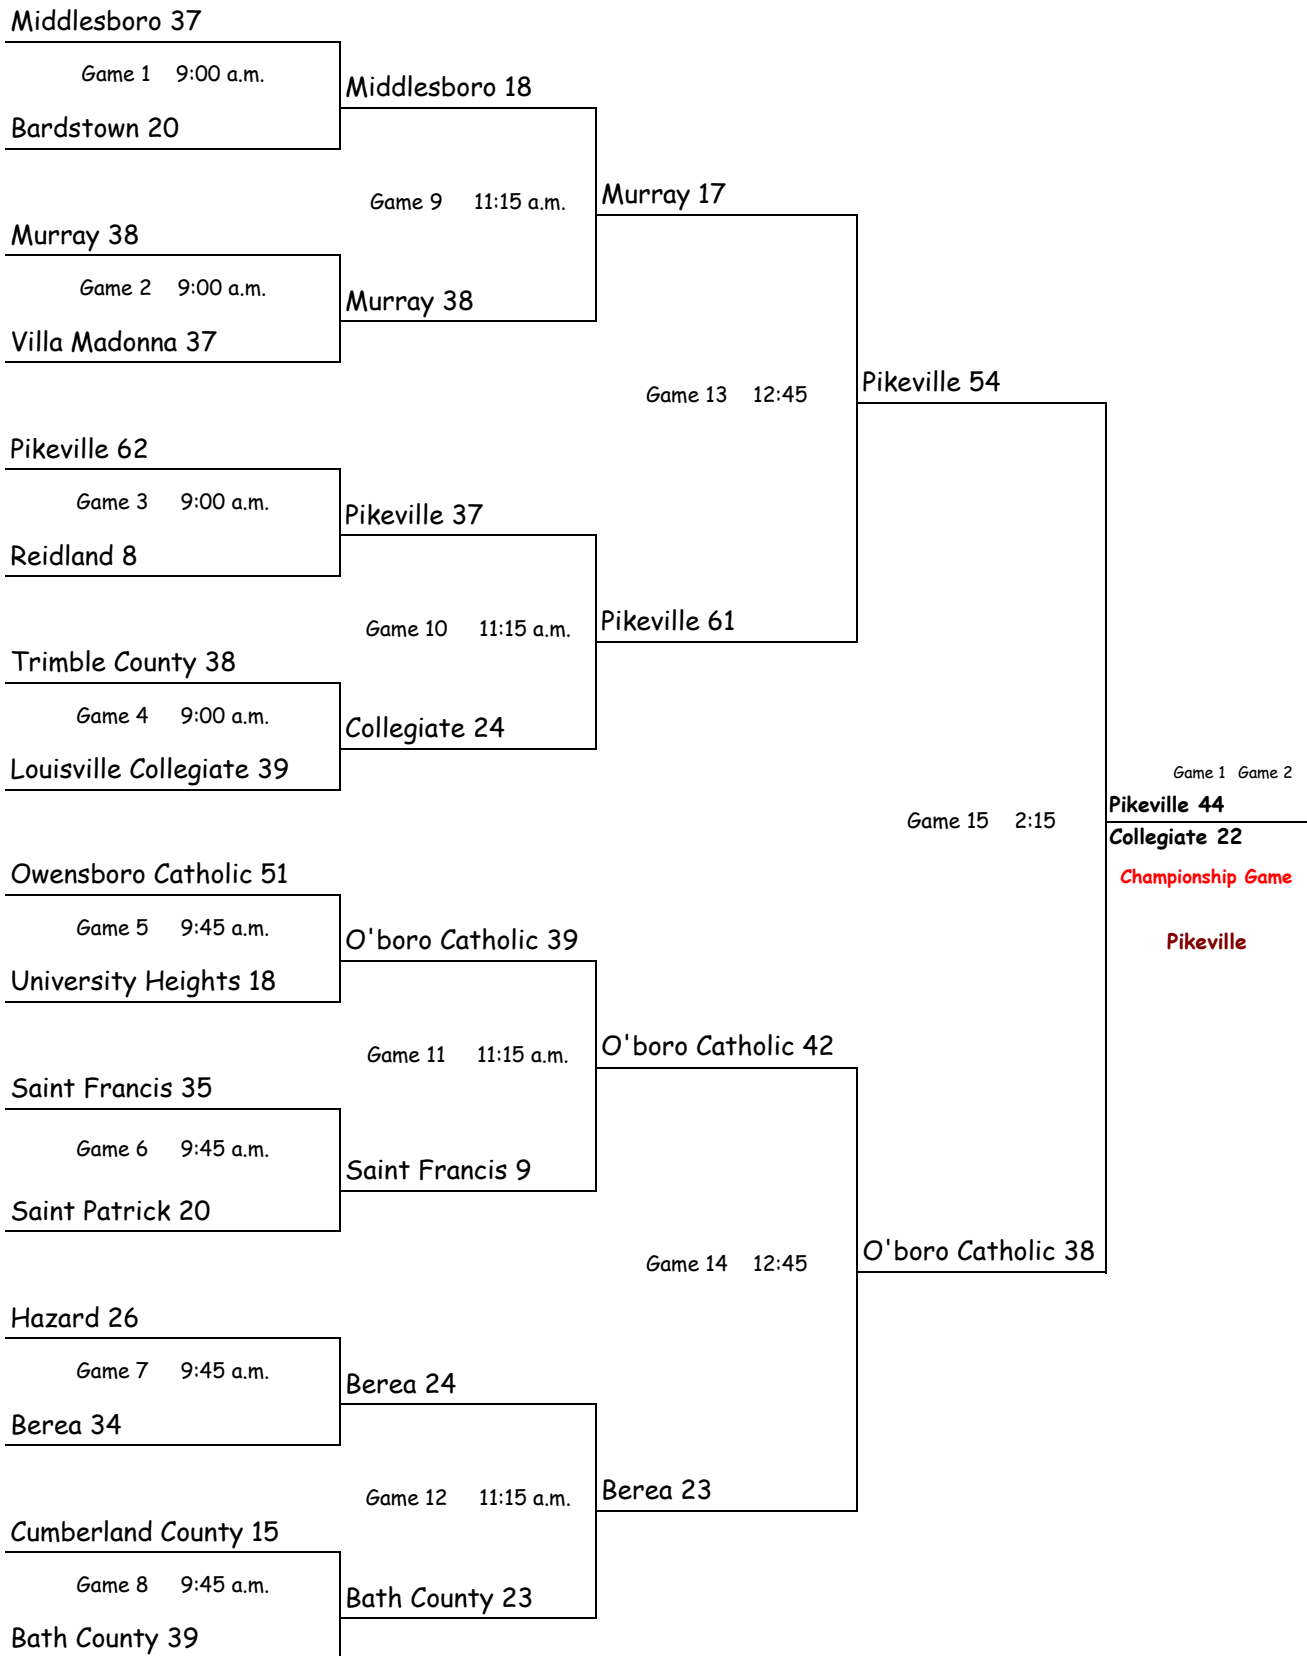 Middlesboro 37
Game 1 9:00 a.m.
Middlesboro 18
Bardstown 20
Game 9 11:15 a.m.
Murray 17
Murray 38
Game 2 9:00 a.m.
Murray 38
Villa Madonna 37
Game 13 12:45
Pikeville 54
Pikeville 62
Game 3 9:00 a.m.
Pikeville 37
Reidland 8
Game 10 11:15 a.m.
Pikeville 61
Trimble County 38
Game 4 9:00 a.m.
Collegiate 24
Louisville Collegiate 39
Game 1 Game 2
Pikeville 44
Game 15 2:15
Collegiate 22
Championship Game
Pikeville
Owensboro Catholic 51
Game 5 9:45 a.m.
O'boro Catholic 39
University Heights 18
Game 11 11:15 a.m.
O'boro Catholic 42
Saint Francis 35
Game 6 9:45 a.m.
Saint Francis 9
Saint Patrick 20
Game 14 12:45
O'boro Catholic 38
Hazard 26
Game 7 9:45 a.m.
Berea 24
Berea 34
Game 12 11:15 a.m.
Berea 23
Cumberland County 15
Game 8 9:45 a.m.
Bath County 23
Bath County 39